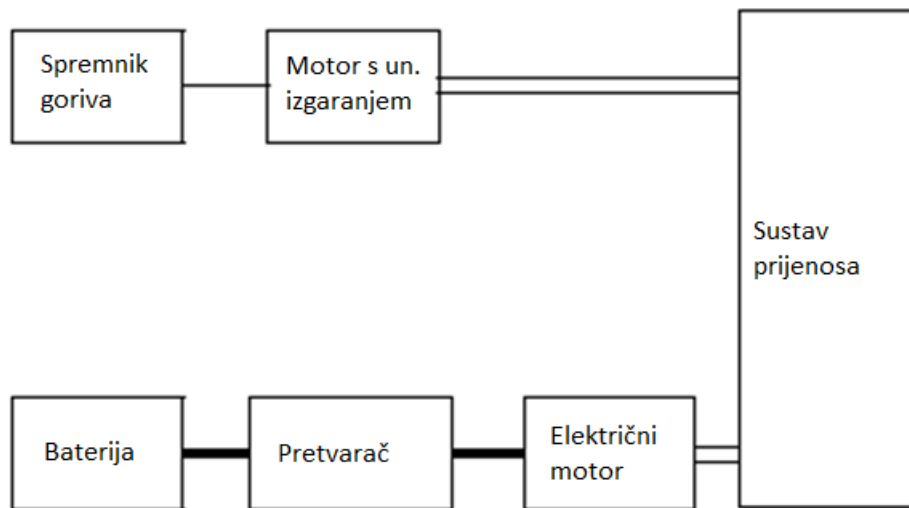 Spremnik
goriva
Motor s un.
izgaranjem
Sustav
prijenosa
Baterija
Pretvarač
Električni
motor